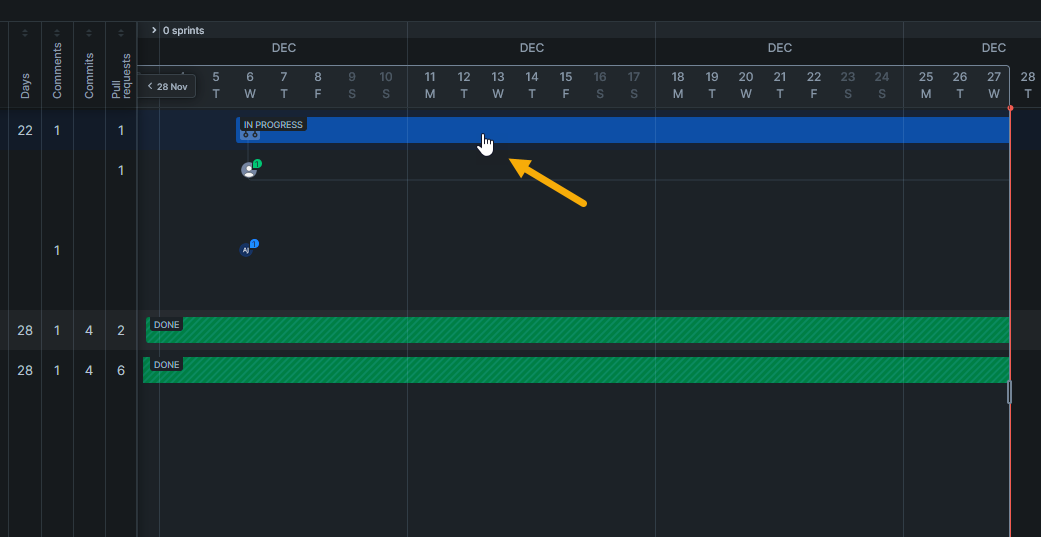 0 sprints
DEC DEC DEC DEC
Days Comments Commits Pull requests
5 6 7 8 9 10 11 12 13 14 15 16 17 18 19 20 21 22 23 24 25 26 27 28
28 Nov
T W T F S S M T W T F S S M T W T F S S M T W T
IN PROGRESS
22 1 1
1
1
1
AJ 1
DONE
28 1 4 2
DONE
28 1 4 6